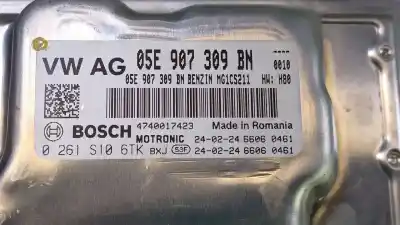 VW AG 05E 907 309 BN
0010
05E 907 309 BN BENZIN MG1CS211 HW: H80
BOSCH 4740017423 Made in Romania
MOTRONIC 24-02-24 6606 0461
0 261 S10 6TK BXJ 53F 24-02-24 6606 0461